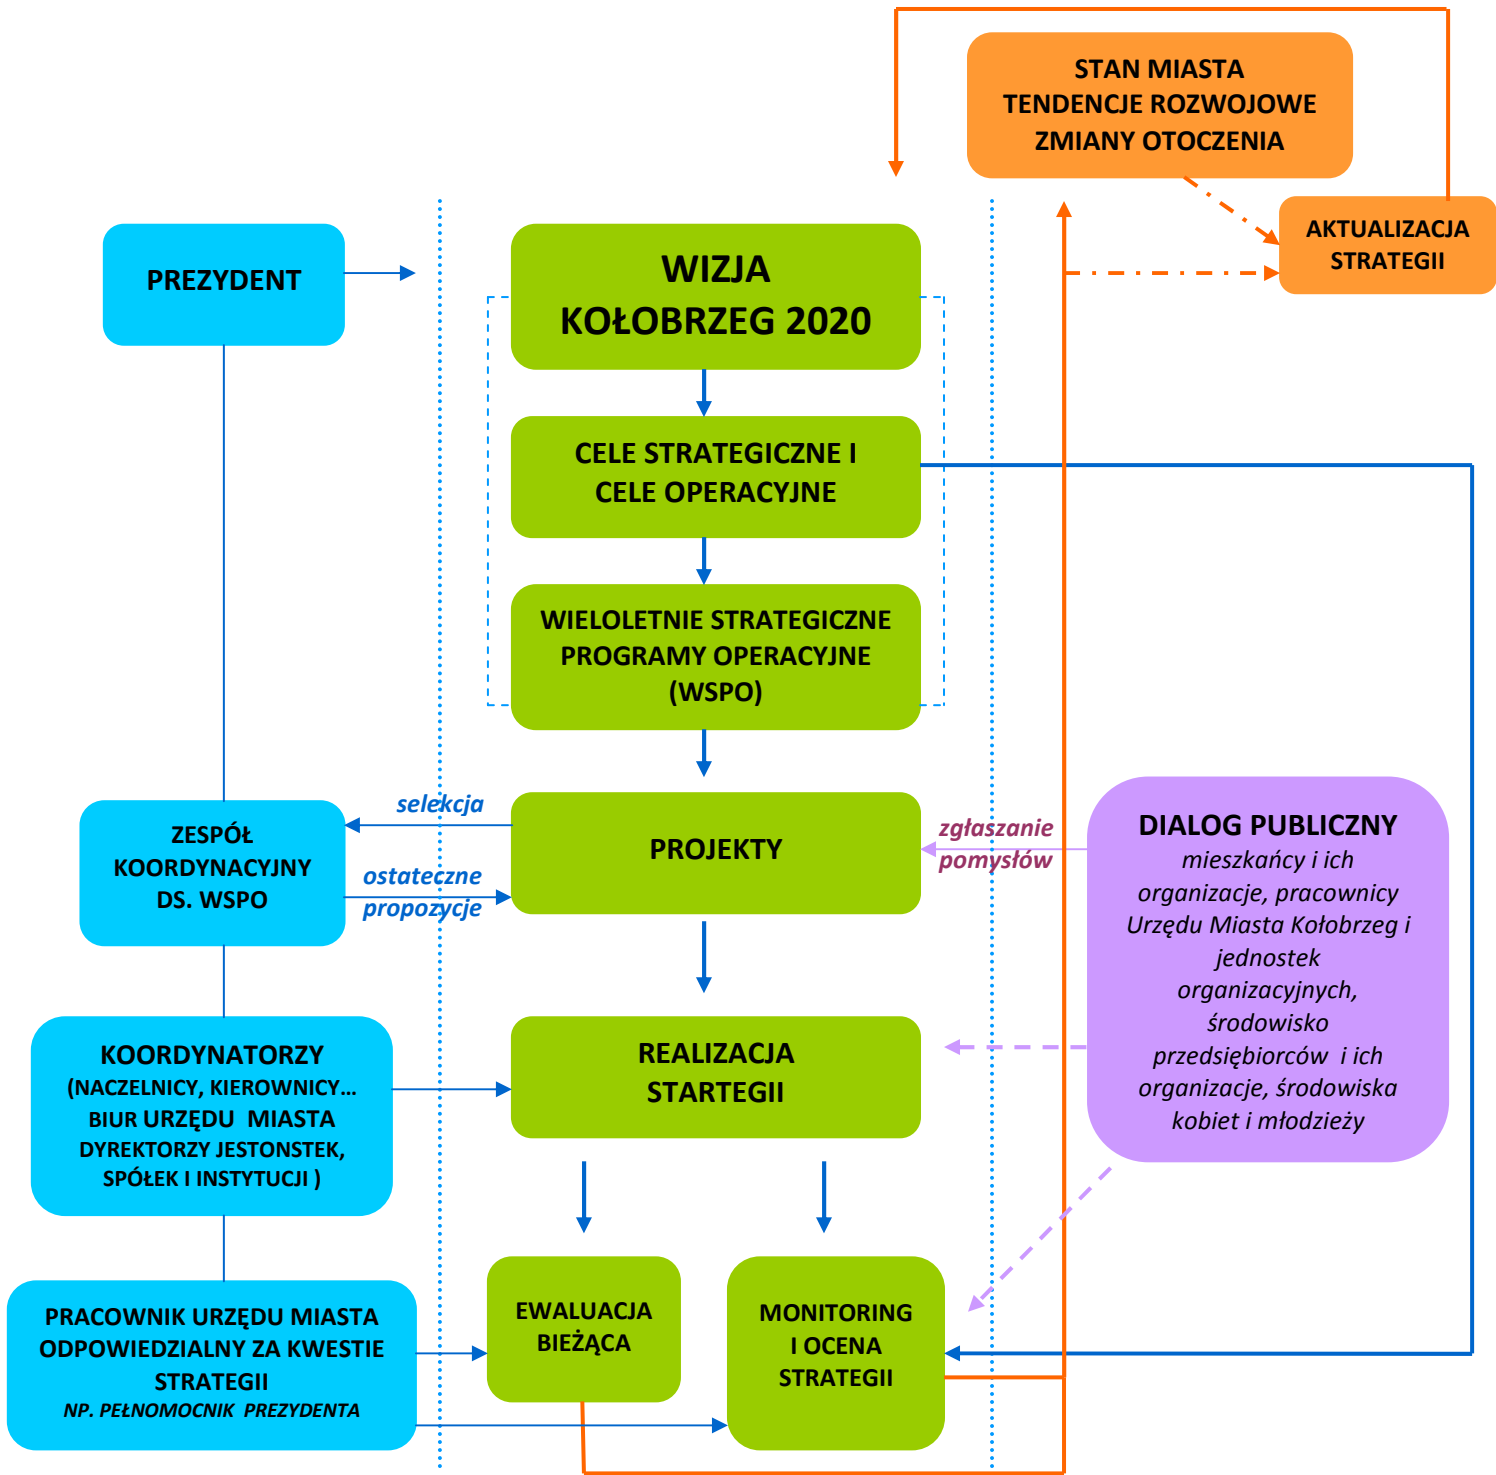 STAN MIASTA
TENDENCJE ROZWOJOWE
ZMIANY OTOCZENIA
AKTUALIZACJA
STRATEGII
PREZYDENT
WIZJA
KOŁOBRZEG 2020
CELE STRATEGICZNE I
CELE OPERACYJNE
WIELOLETNIE STRATEGICZNE
PROGRAMY OPERACYJNE
(WSPO)
selekcja
ZESPÓŁ
KOORDYNACYJNY
DS. WSPO
ostateczne
propozycje
PROJEKTY
zgłaszanie
pomysłów
DIALOG PUBLICZNY
mieszkańcy i ich
organizacje, pracownicy
Urzędu Miasta Kołobrzeg i
jednostek
organizacyjnych,
środowisko
przedsiębiorców i ich
organizacje, środowiska
kobiet i młodzieży
KOORDYNATORZY
(NACZELNICY, KIEROWNICY...
BIUR URZĘDU MIASTA
DYREKTORZY JESTONSTEK,
SPÓŁEK I INSTYTUCJI )
REALIZACJA
STARTEGII
PRACOWNIK URZĘDU MIASTA
ODPOWIEDZIALNY ZA KWESTIE
STRATEGII
NP. PEŁNOMOCNIK PREZYDENTA
EWALUACJA
BIEŻĄCA
MONITORING
I OCENA
STRATEGII